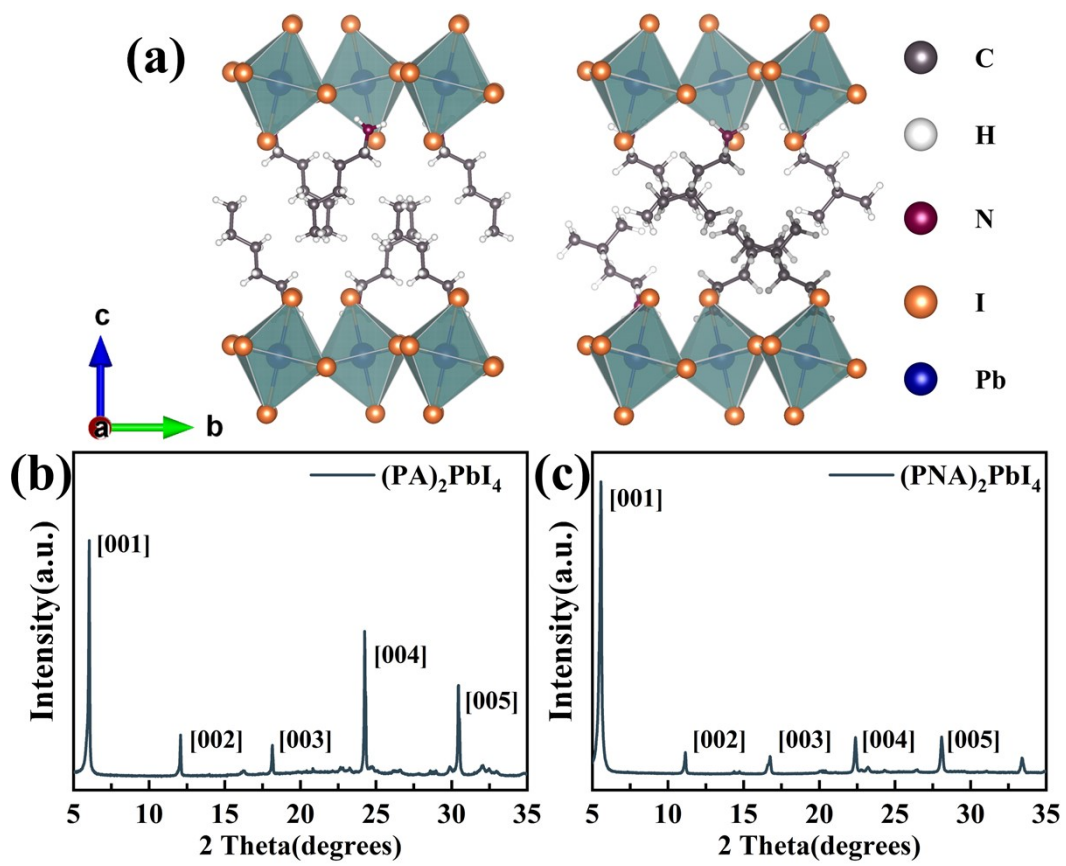 (a)
C
H
N
I
Pb
c
a
b
(b)
(PA)₂PbI₄
[001]
[002]
[003]
[004]
[005]
Intensity(a.u.)
5 10 15 20 25 30 35
2 Theta(degrees)
(c)
(PNA)₂PbI₄
[001]
[002]
[003]
[004]
[005]
Intensity(a.u.)
5 10 15 20 25 30 35
2 Theta(degrees)